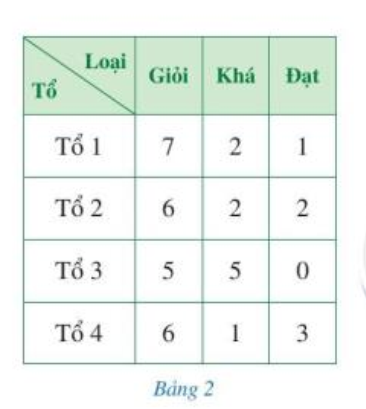 Loại
Tổ
Giỏi Khá Đạt
Tổ 1 7 2 1
Tổ 2 6 2 2
Tổ 3 5 5 0
Tổ 4 6 1 3
Bảng 2